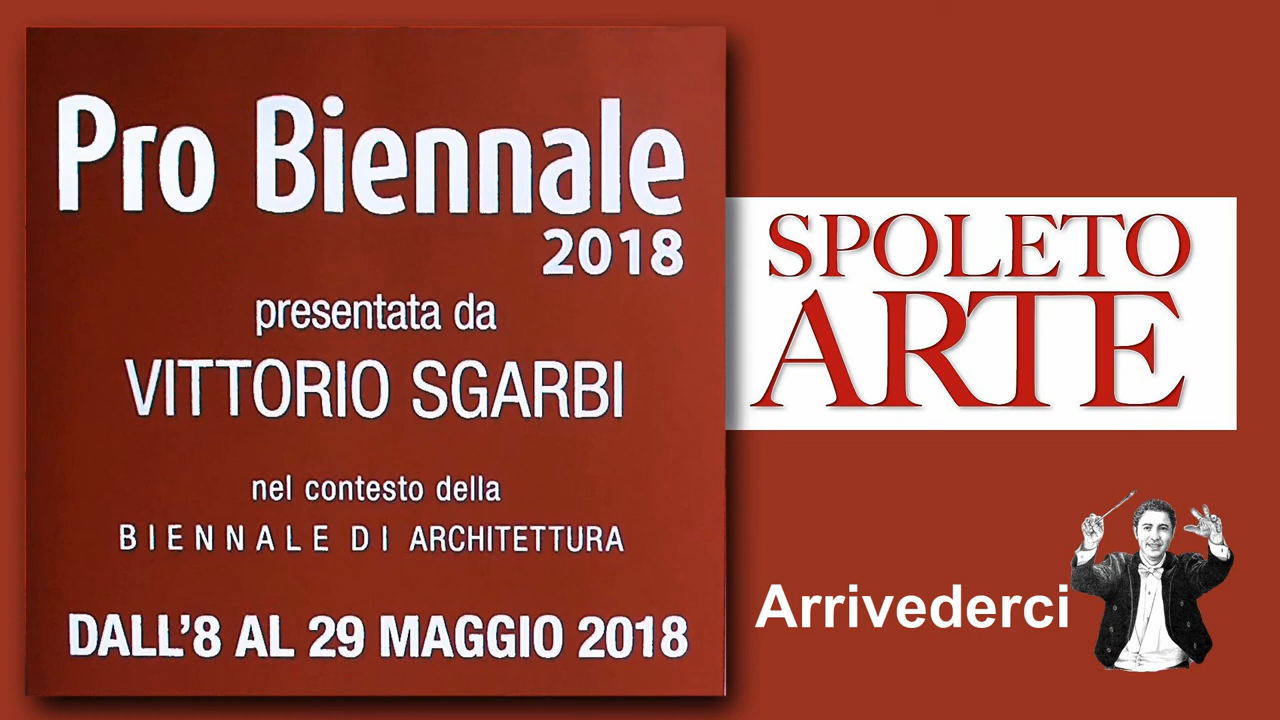 Pro Biennale
2018
presentata da
VITTORIO SGARBI
nel contesto della
BIENNALE DI ARCHITETTURA
DALL'8 AL 29 MAGGIO 2018
SPOLETO
ARTE
Arrivederci